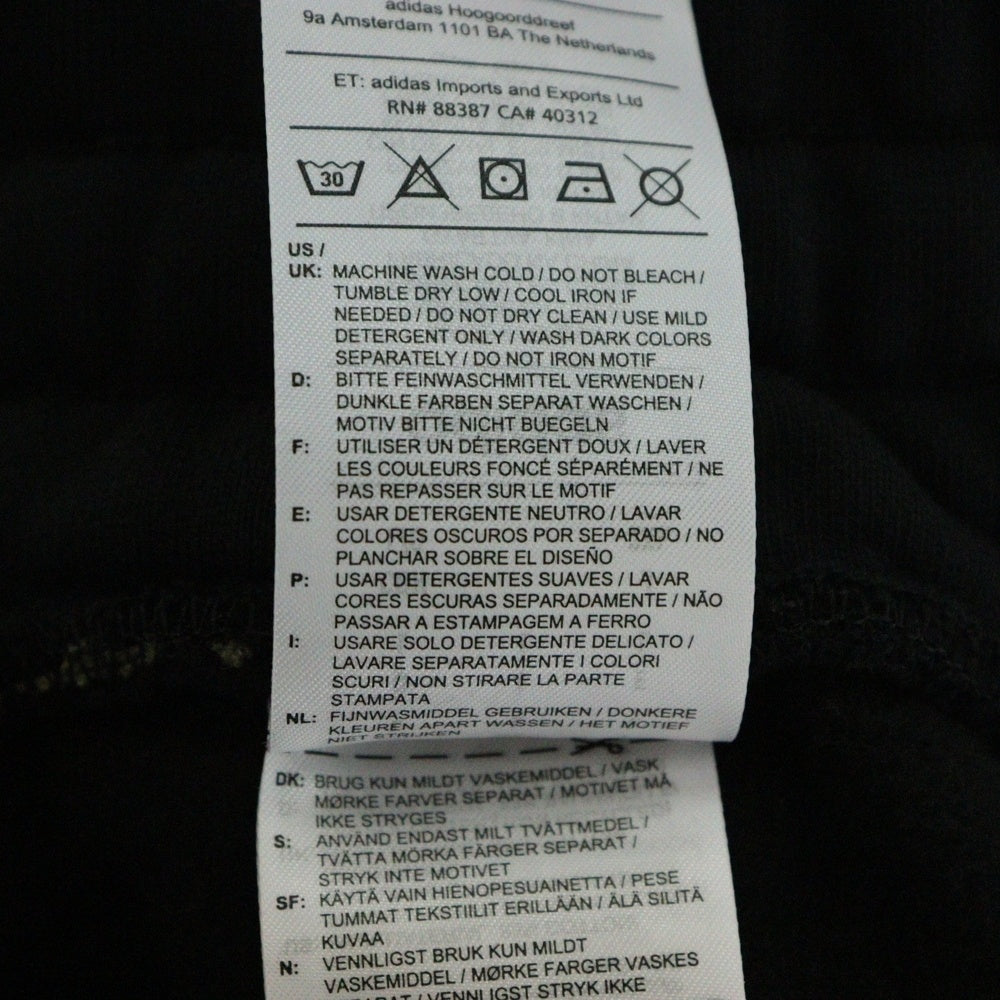 adidas Hoogoorddreef
9a Amsterdam 1101 BA The Netherlands
ET: adidas Imports and Exports Ltd
RN# 88387 CA# 40312
30
US /
UK: MACHINE WASH COLD / DO NOT BLEACH /
TUMBLE DRY LOW / COOL IRON IF
NEEDED / DO NOT DRY CLEAN / USE MILD
DETERGENT ONLY / WASH DARK COLORS
SEPARATELY / DO NOT IRON MOTIF
D: BITTE FEINWASCHMITTEL VERWENDEN /
DUNKLE FARBEN SEPARAT WASCHEN /
MOTIV BITTE NICHT BUEGELN
F: UTILISER UN DÉTERGENT DOUX / LAVER
LES COULEURS FONCÉ SÉPARÉMENT / NE
PAS REPASSER SUR LE MOTIF
E: USAR DETERGENTE NEUTRO / LAVAR
COLORES OSCUROS POR SEPARADO / NO
PLANCHAR SOBRE EL DISEÑO
P: USAR DETERGENTES SUAVES / LAVAR
CORES ESCURAS SEPARADAMENTE / NÃO
PASSAR A ESTAMPAGEM A FERRO
I: USARE SOLO DETERGENTE DELICATO /
LAVARE SEPARATAMENTE I COLORI
SCURI / NON STIRARE LA PARTE
STAMPATA
NL: FIJNWASMIDDEL GEBRUIKEN / DONKERE
KLEUREN APART WASSEN / HET MOTIEF
NIET STRIJKEN
DK: BRUG KUN MILDT VASKEMIDDEL / VASK
MØRKE FARVER SEPARAT / MOTIVET MÅ
IKKE STRYGES
S: ANVÄND ENDAST MILT TVÄTTMEDEL /
TVÄTTA MÖRKA FÄRGER SEPARAT /
STRYK INTE MOTIVET
SF: KÄYTÄ VAIN HIENOPESUAINETTA / PESE
TUMMAT TEKSTIILIT ERILLÄÄN / ÄLÄ SILITÄ
KUVAA
N: VENNLIGST BRUK KUN MILDT
VASKEMIDDEL / MØRKE FARGER VASKES
SEPARAT / VENNLIGST STRYK IKKE